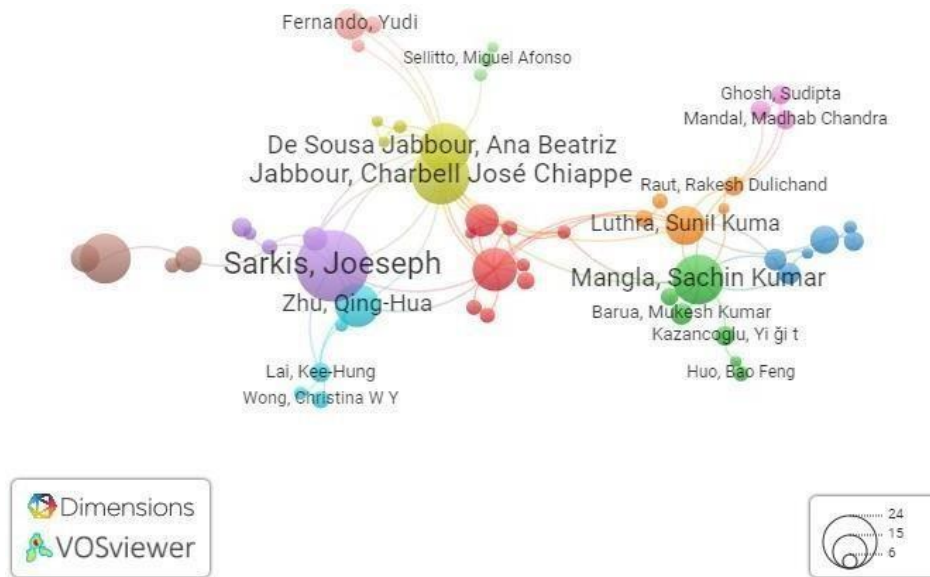 Fernando, Yudi
Sellitto, Miguel Afonso
Ghosh, Sudipta
Mandal, Madhab Chandra
De Sousa Jabbour, Ana Beatriz
Jabbour, Charbell José Chiappe
Raut, Rakesh Dulichand
Luthra, Sunil Kuma
Sarkis, Joeseph
Mangla, Sachin Kumar
Zhu, Qing-Hua
Barua, Mukesh Kumar
Kazancoglu, Yi ği t
Lai, Kee-Hung
Huo, Bao Feng
Wong, Christina W Y
Dimensions
VOSviewer
24
15
6